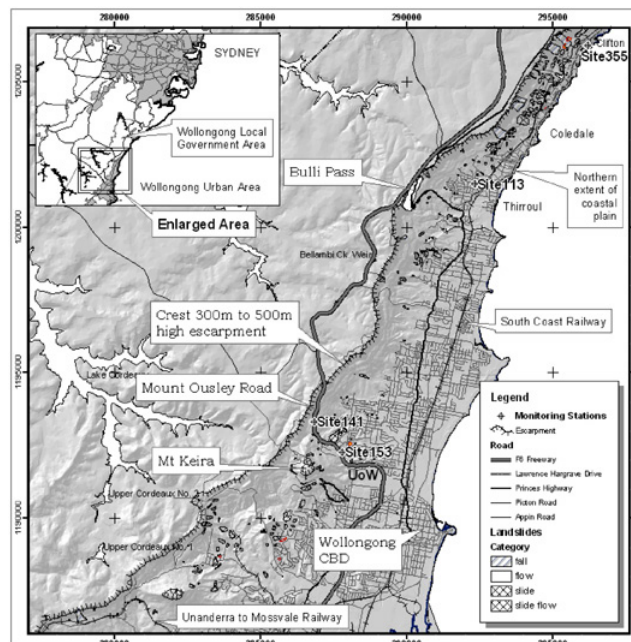 280000 285000 290000 295000
SYDNEY
Wollongong Local
Government Area
Wollongong Urban Area
Enlarged Area
Clifton
Site355
1205000
Coledale
Bulli Pass
Site113
Thirroul
Northern
extent of
coastal
plain
1200000
Bellambi Ck Weir
Crest 300m to 500m
high escarpment
South Coast Railway
1195000
Mount Ousley Road
Site141
Site153
Mt Keira
UoW
Upper Cordeaux No. 2
1190000
Upper Cordeaux No. 1
Wollongong
CBD
Unanderra to Mossvale Railway
Legend
Monitoring Stations
Escarpment
Road
F6 Freeway
Lawrence Hargrave Drive
Princes Highway
Picton Road
Appin Road
Landslides
Category
fall
flow
slide
slide flow